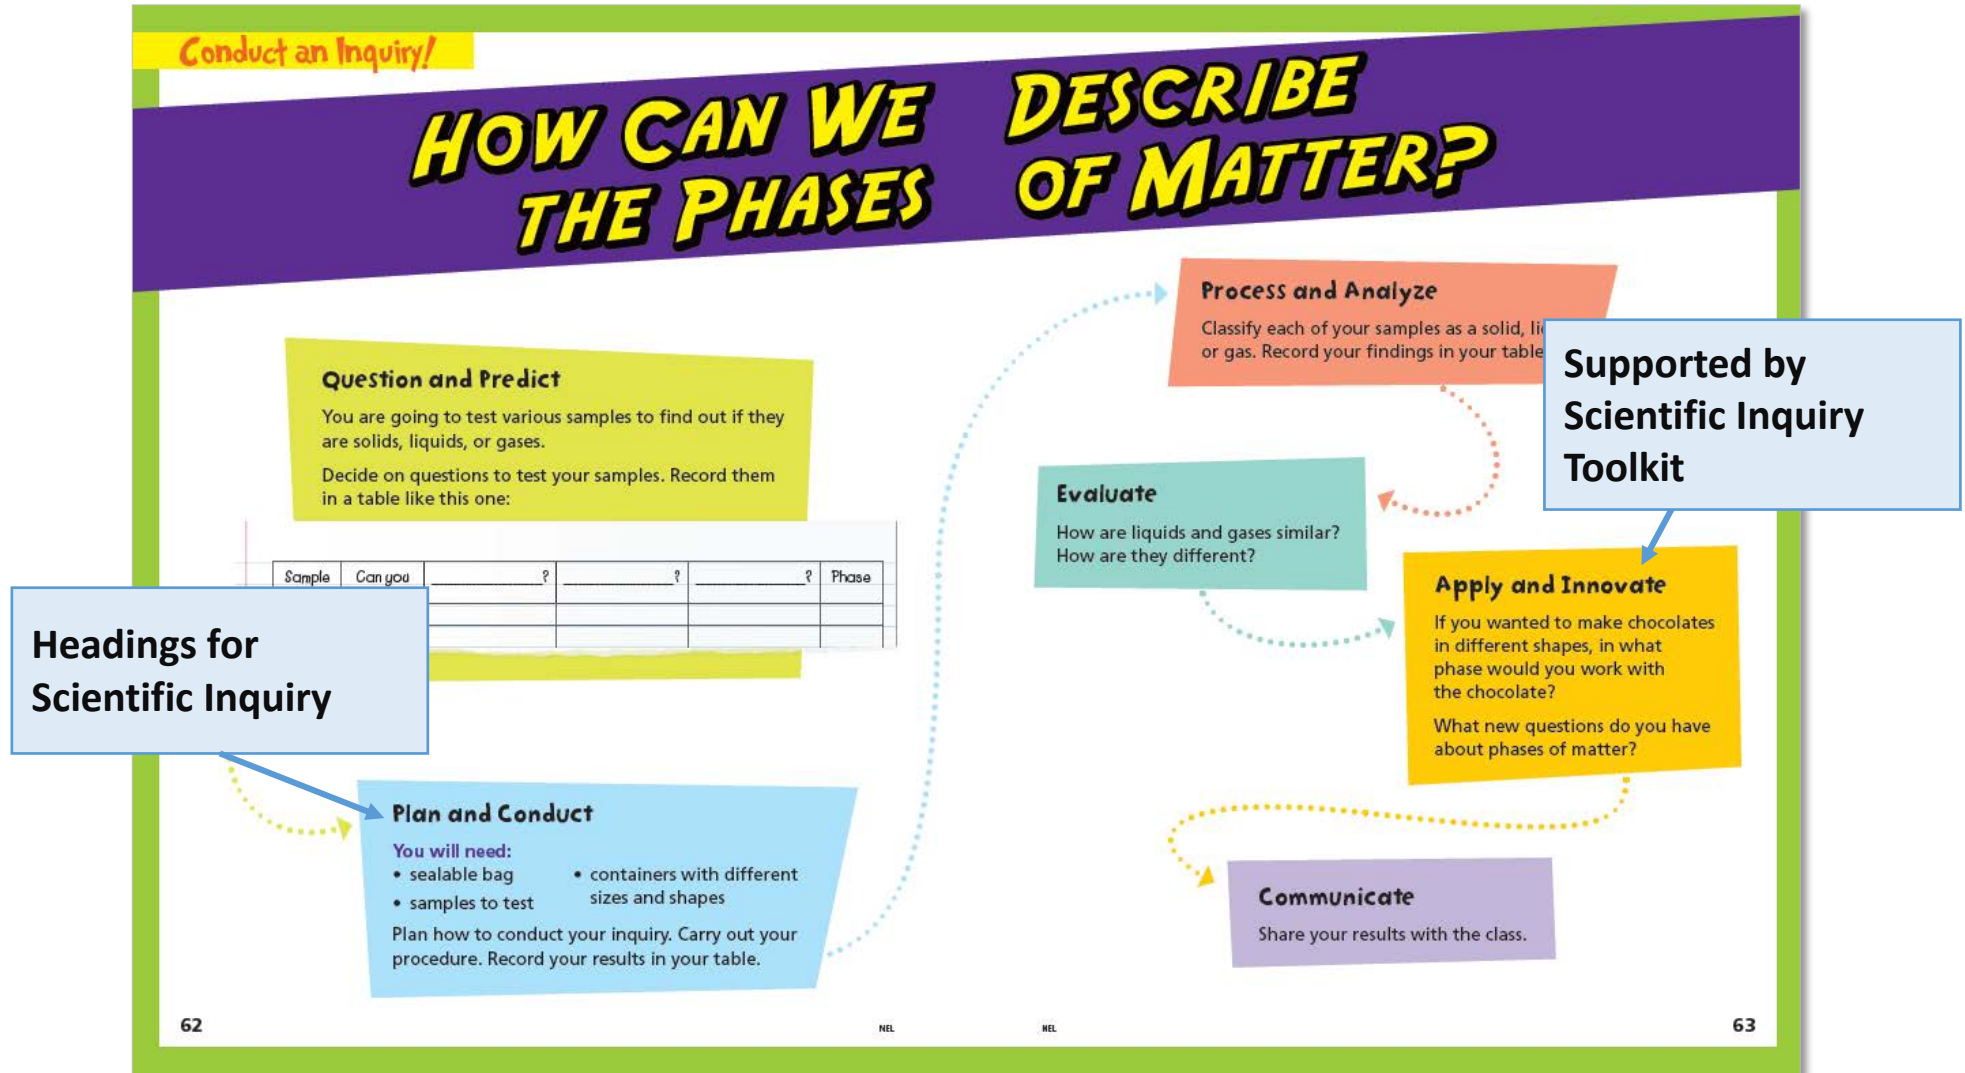 Conduct an Inquiry!
HOW CAN WE DESCRIBE
THE PHASES OF MATTER?
Question and Predict
You are going to test various samples to find out if they
are solids, liquids, or gases.
Decide on questions to test your samples. Record them
in a table like this one:
Sample Can you ? ? ? Phase
Headings for
Scientific Inquiry
Plan and Conduct
You will need:
• sealable bag
• samples to test
• containers with different
sizes and shapes
Plan how to conduct your inquiry. Carry out your
procedure. Record your results in your table.
Process and Analyze
Classify each of your samples as a solid,
or gas. Record your findings in your table
Supported by
Scientific Inquiry
Toolkit
Evaluate
How are liquids and gases similar?
How are they different?
Apply and Innovate
If you wanted to make chocolates
in different shapes, in what
phase would you work with
the chocolate?
What new questions do you have
about phases of matter?
Communicate
Share your results with the class.
62
NEL
NEL
63